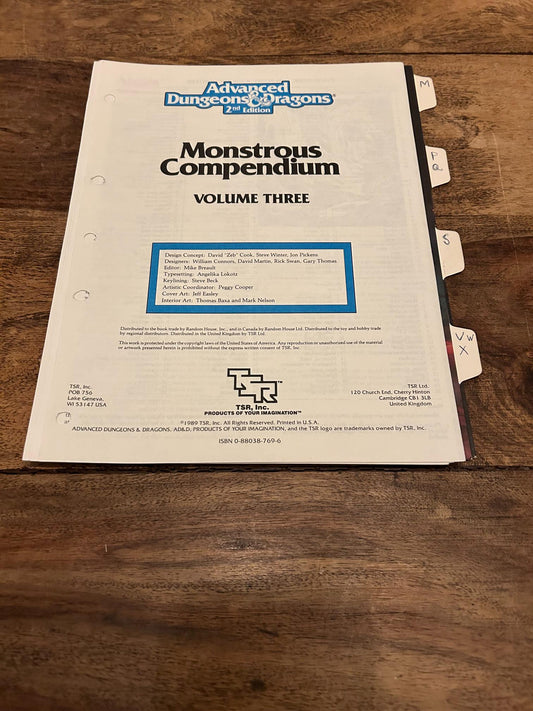 Advanced
Dungeons & Dragons®
2nd Edition
Monstrous
Compendium
VOLUME THREE
Design Concept: David "Zeb" Cook, Steve Winter, Jon Pickens
Designers: William Connors, David Martin, Rick Swan, Gary Thomas
Editor: Mike Breault
Typesetting: Angelika Lokotz
Keylining: Steve Beck
Artistic Coordinator: Peggy Cooper
Cover Art: Jeff Easley
Interior Art: Thomas Baxa and Mark Nelson
Distributed to the book trade by Random House, Inc., and in Canada by Random House Ltd. Distributed to the toy and hobby trade
by regional distributors. Distributed in the United Kingdom by TSR Ltd.
This work is protected under the copyright laws of the United States of America. Any reproduction or unauthorized use of the material
or artwork presented herein is prohibited without the express written consent of TSR, Inc.
TSR, Inc.
POB 756
Lake Geneva,
WI 53147 USA
TSR™
TSR, Inc.
PRODUCTS OF YOUR IMAGINATION™
TSR Ltd.
120 Church End, Cherry Hinton
Cambridge CB1 3LB
United Kingdom
©1989 TSR, Inc. All Rights Reserved. Printed in U.S.A.
ADVANCED DUNGEONS & DRAGONS, AD&D, PRODUCTS OF YOUR IMAGINATION, and the TSR logo are trademarks owned by TSR, Inc.
ISBN 0-88038-769-6
M
P
Q
S
V W
X